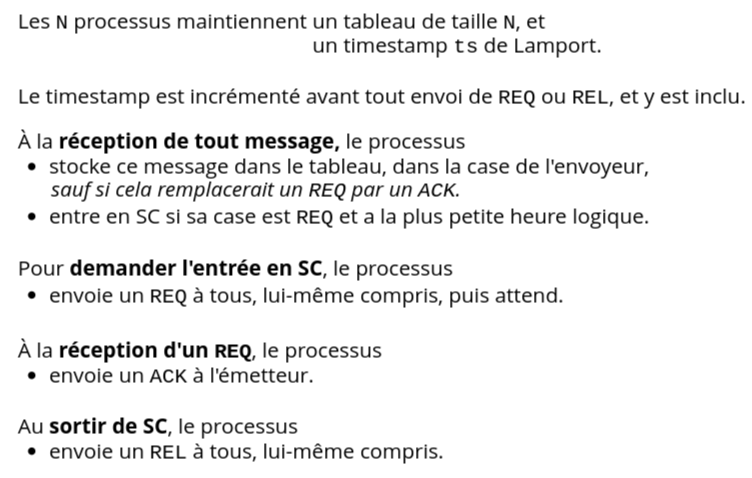 Les N processus maintiennent un tableau de taille N, et
un timestamp ts de Lamport.
Le timestamp est incrémenté avant tout envoi de REQ ou REL, et y est inclu.
À la réception de tout message, le processus
• stocke ce message dans le tableau, dans la case de l'envoyeur,
sauf si cela remplacerait un REQ par un ACK.
• entre en SC si sa case est REQ et a la plus petite heure logique.
Pour demander l'entrée en SC, le processus
• envoie un REQ à tous, lui-même compris, puis attend.
À la réception d'un REQ, le processus
• envoie un ACK à l'émetteur.
Au sortir de SC, le processus
• envoie un REL à tous, lui-même compris.